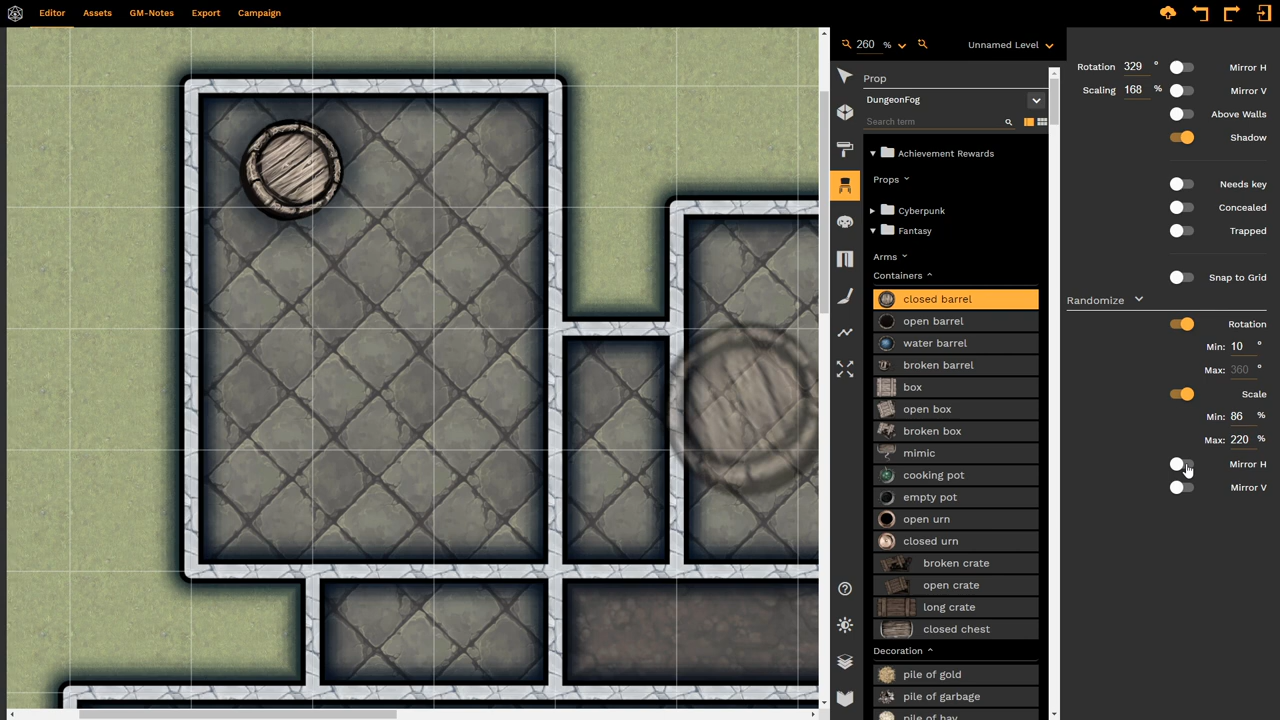 Editor Assets GM-Notes Export Campaign
260 % Unnamed Level
Prop
DungeonFog
Search term
Achievement Rewards
Props
Cyberpunk
Fantasy
Arms
Containers
closed barrel
open barrel
water barrel
broken barrel
box
open box
broken box
mimic
cooking pot
empty pot
open urn
closed urn
broken crate
open crate
long crate
closed chest
Decoration
pile of gold
pile of garbage
pile of hay
Rotation 329 ° Mirror H
Scaling 168 % Mirror V
Above Walls
Shadow
Needs key
Concealed
Trapped
Snap to Grid
Randomize
Rotation
Min: 10 °
Max: 360 °
Scale
Min: 86 %
Max: 220 %
Mirror H
Mirror V